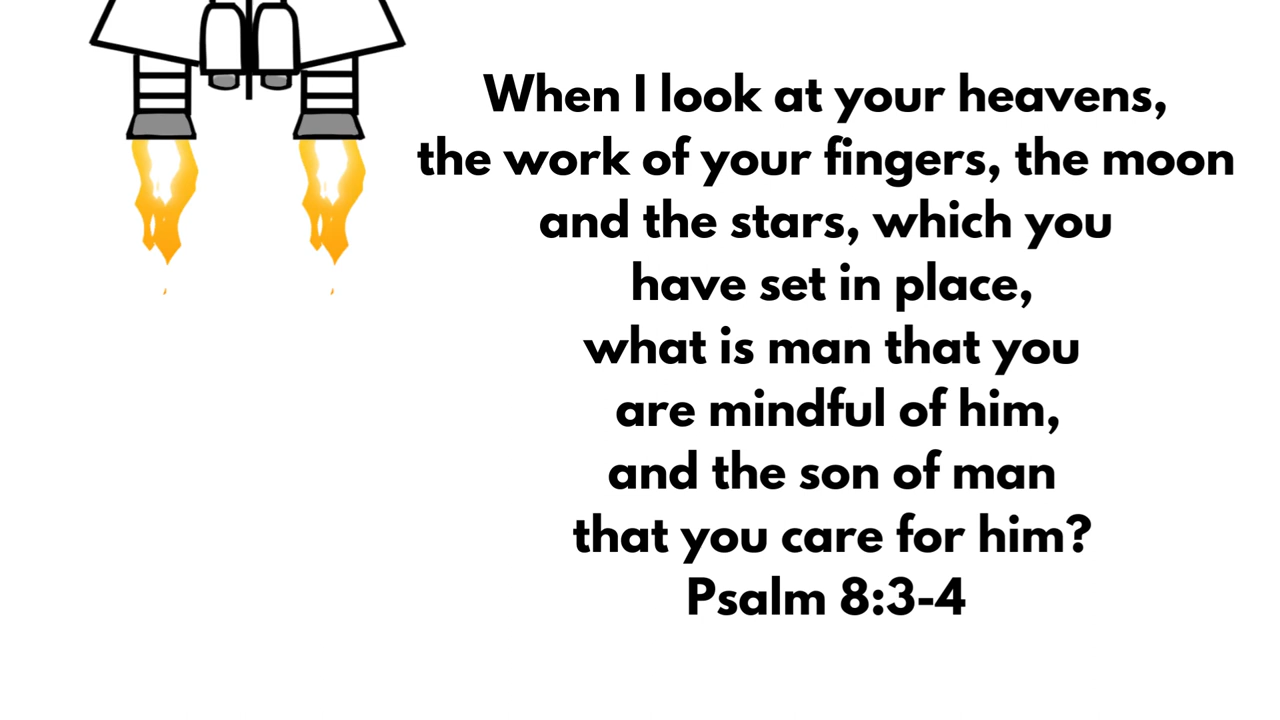 When I look at your heavens,
the work of your fingers, the moon
and the stars, which you
have set in place,
what is man that you
are mindful of him,
and the son of man
that you care for him?
Psalm 8:3-4